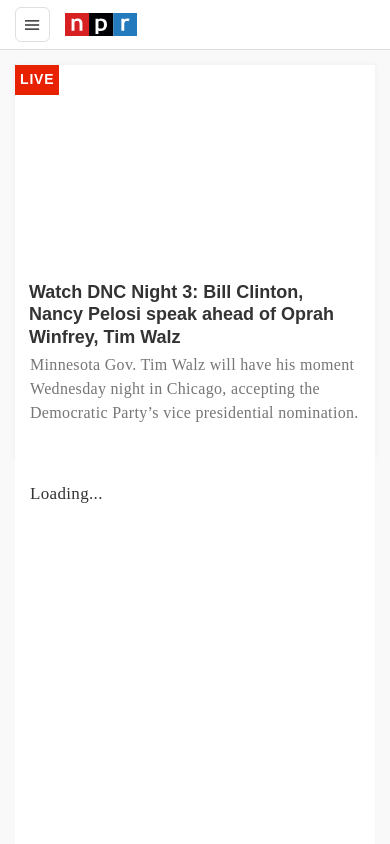 npr
LIVE
Watch DNC Night 3: Bill Clinton,
Nancy Pelosi speak ahead of Oprah
Winfrey, Tim Walz
Minnesota Gov. Tim Walz will have his moment
Wednesday night in Chicago, accepting the
Democratic Party’s vice presidential nomination.
Loading...